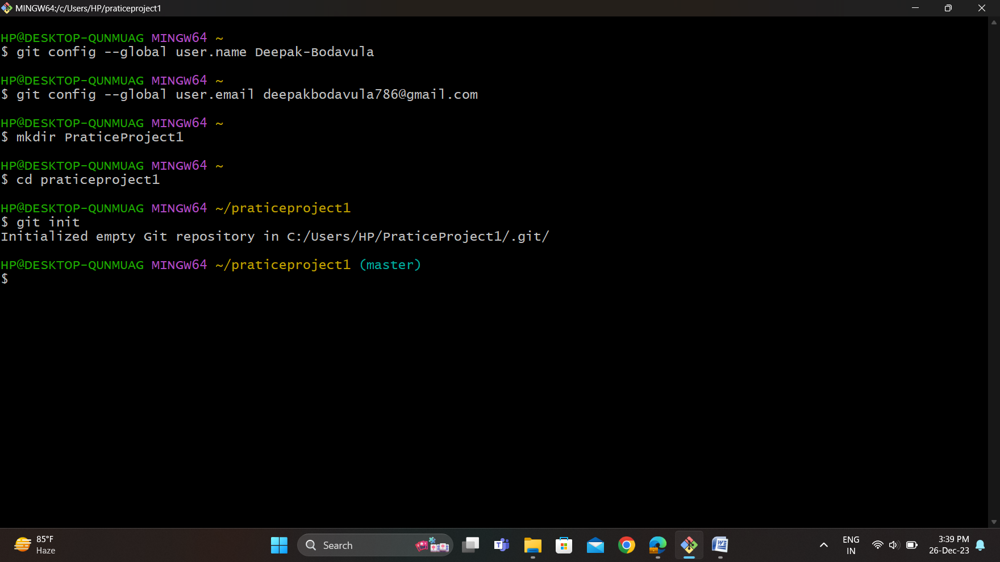 MINGW64:/c/Users/HP/praticeproject1
HP@DESKTOP-QUNMUAG MINGW64 ~
$ git config --global user.name Deepak-Bodavula
HP@DESKTOP-QUNMUAG MINGW64 ~
$ git config --global user.email deepakbodavula786@gmail.com
HP@DESKTOP-QUNMUAG MINGW64 ~
$ mkdir PraticeProject1
HP@DESKTOP-QUNMUAG MINGW64 ~
$ cd praticeproject1
HP@DESKTOP-QUNMUAG MINGW64 ~/praticeproject1
$ git init
Initialized empty Git repository in C:/Users/HP/PraticeProject1/.git/
HP@DESKTOP-QUNMUAG MINGW64 ~/praticeproject1 (master)
$
85°F
Haze
Search
ENG
IN
3:39 PM
26-Dec-23